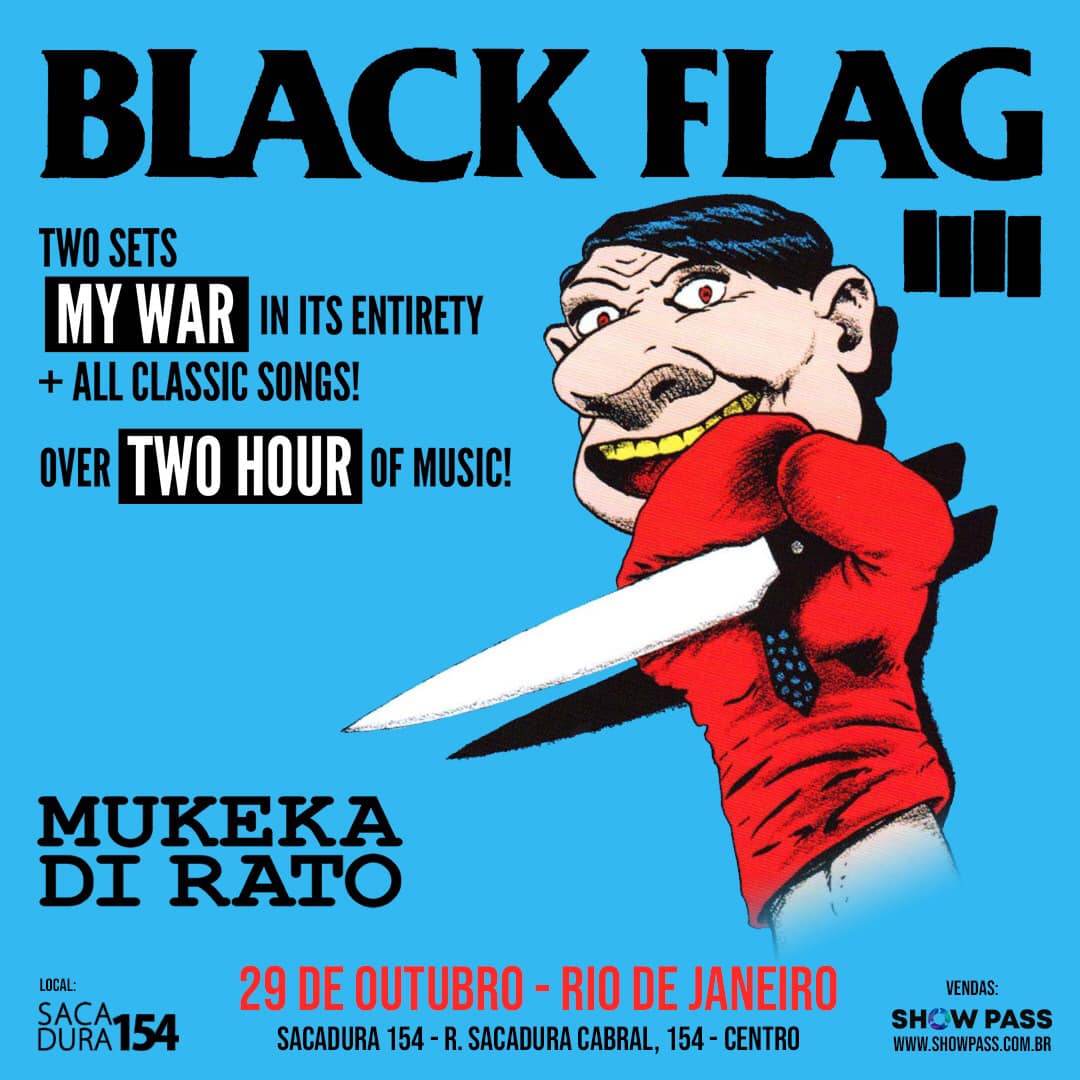 BLACK FLAG
TWO SETS
MY WAR IN ITS ENTIRETY
+ ALL CLASSIC SONGS!
OVER TWO HOUR OF MUSIC!
MUKEKA
DI RATO
LOCAL:
SACA
DURA 154
29 DE OUTUBRO - RIO DE JANEIRO
SACADURA 154 - R. SACADURA CABRAL, 154 - CENTRO
VENDAS:
SHOW PASS
WWW.SHOWPASS.COM.BR